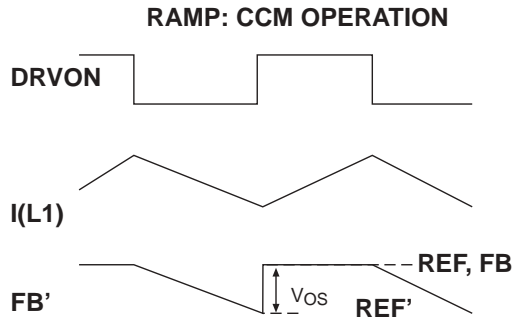 RAMP: CCM OPERATION
DRVON
I(L1)
REF, FB
FB’
VOS
REF’